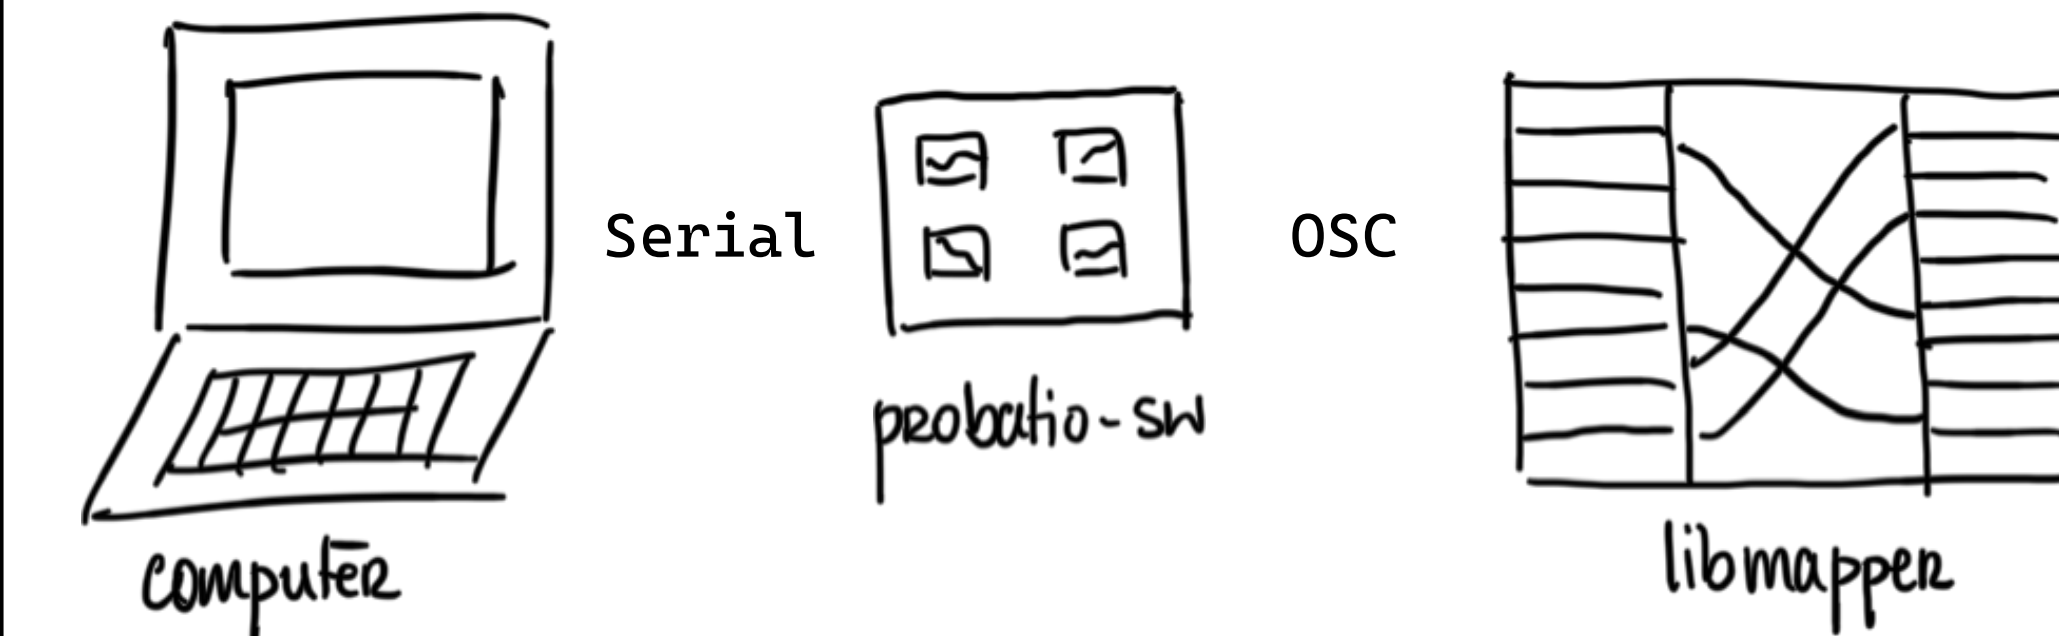 Serial
OSC
probatio-sw
computer
libmapper